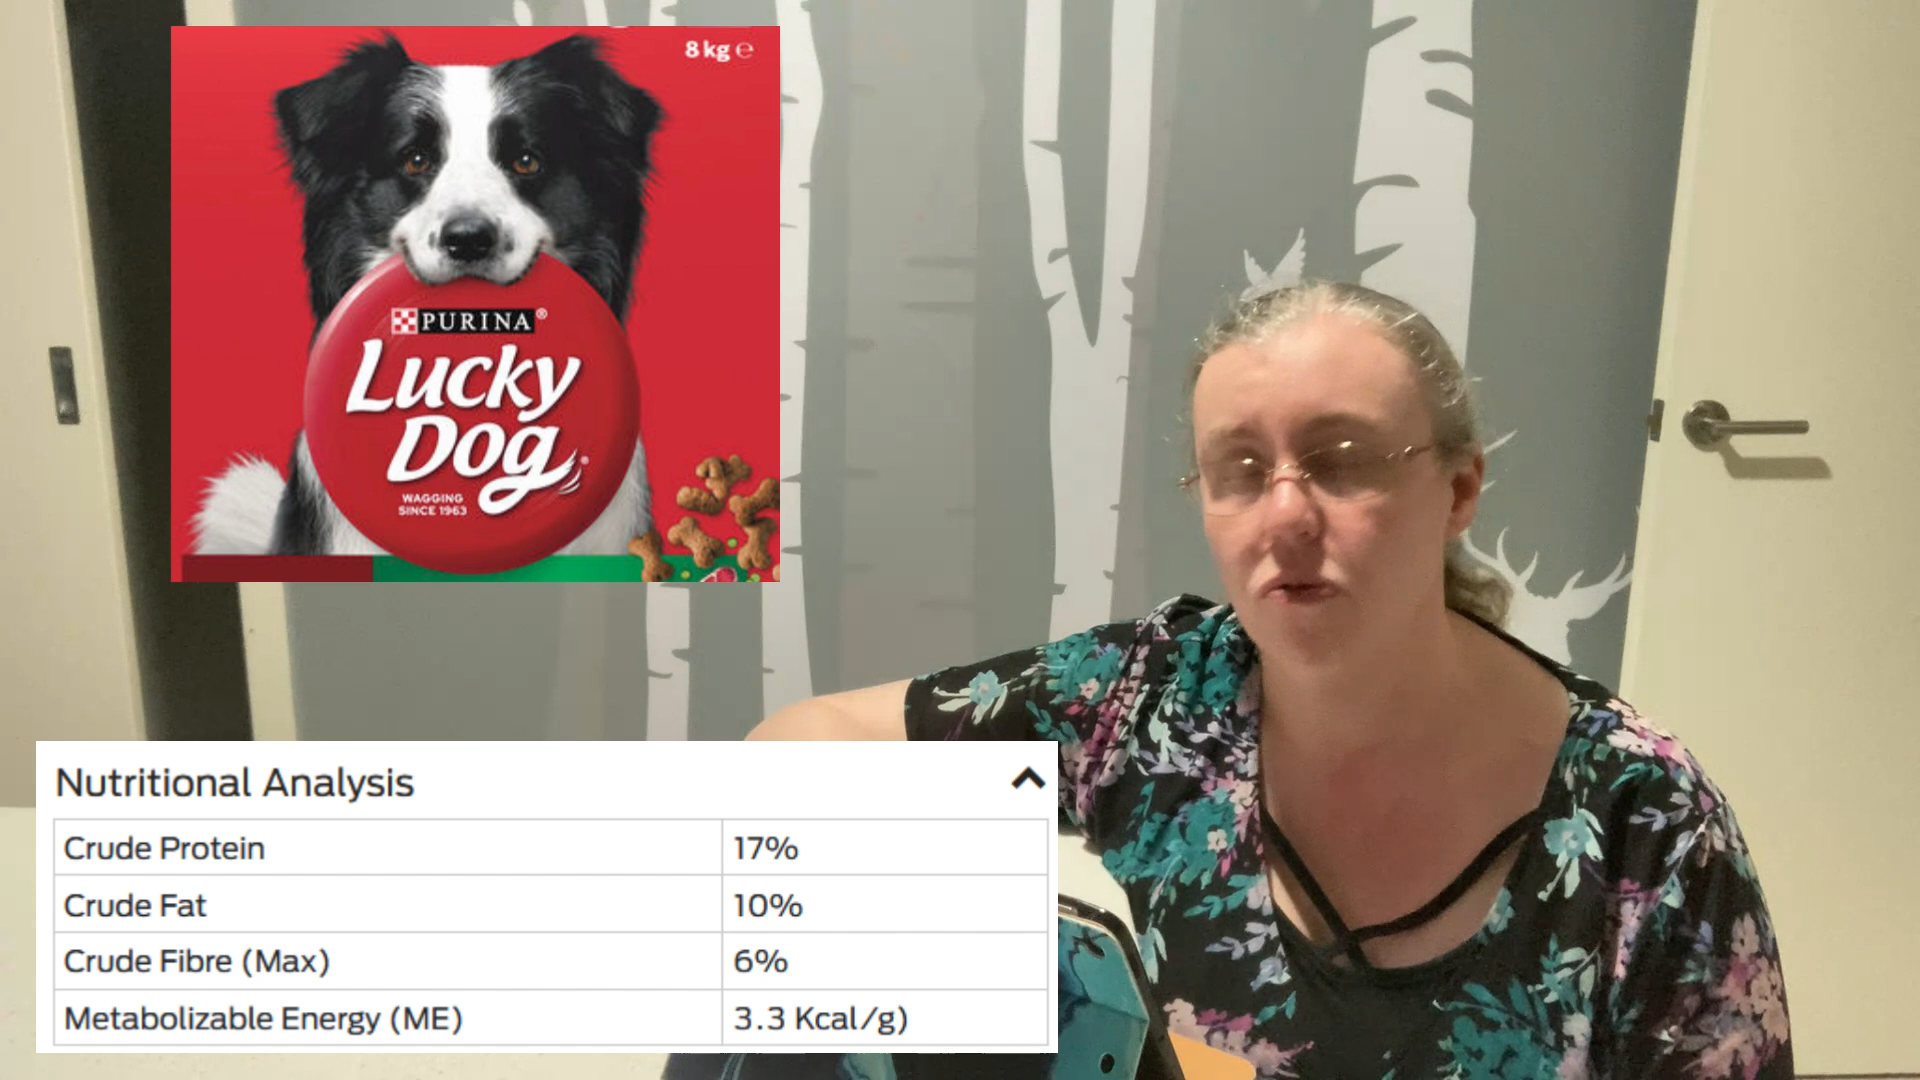 8 kg ℮
PURINA®
Lucky
Dog®
WAGGING
SINCE 1963
Nutritional Analysis
Crude Protein 17%
Crude Fat 10%
Crude Fibre (Max) 6%
Metabolizable Energy (ME) 3.3 Kcal/g)